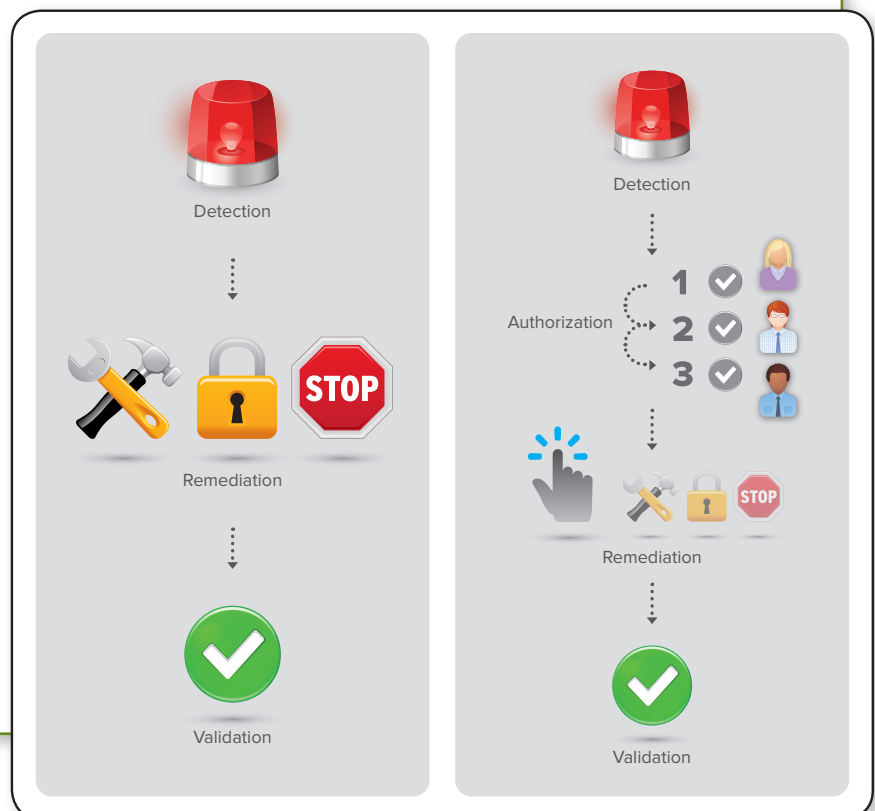 Detection
STOP
Remediation
Validation
Detection
1
Authorization
2
3
STOP
Remediation
Validation